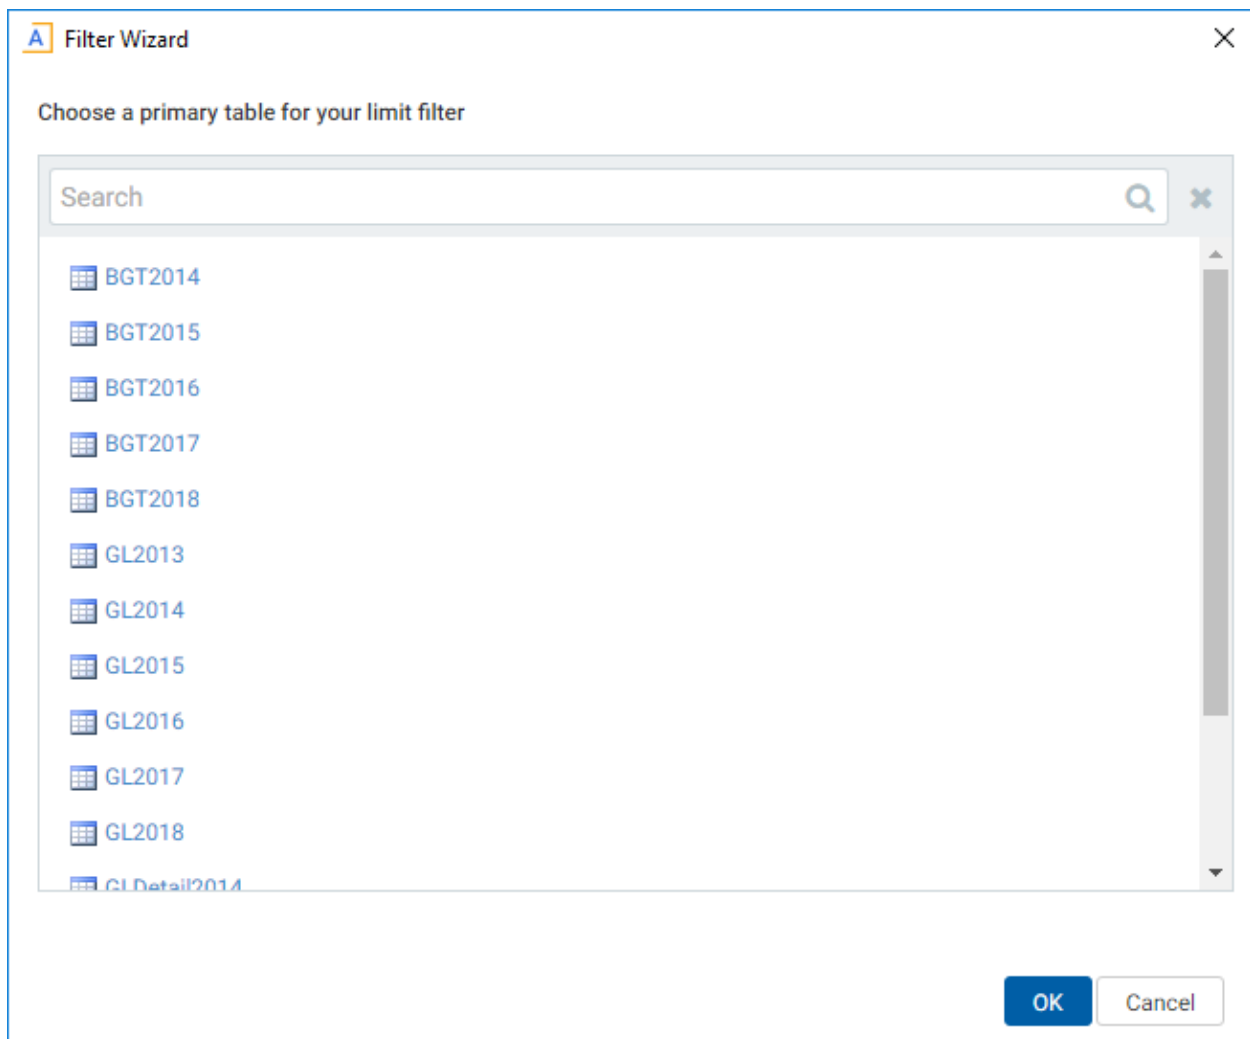 A Filter Wizard
Choose a primary table for your limit filter
Search
BGT2014
BGT2015
BGT2016
BGT2017
BGT2018
GL2013
GL2014
GL2015
GL2016
GL2017
GL2018
GLDetail2014
OK Cancel